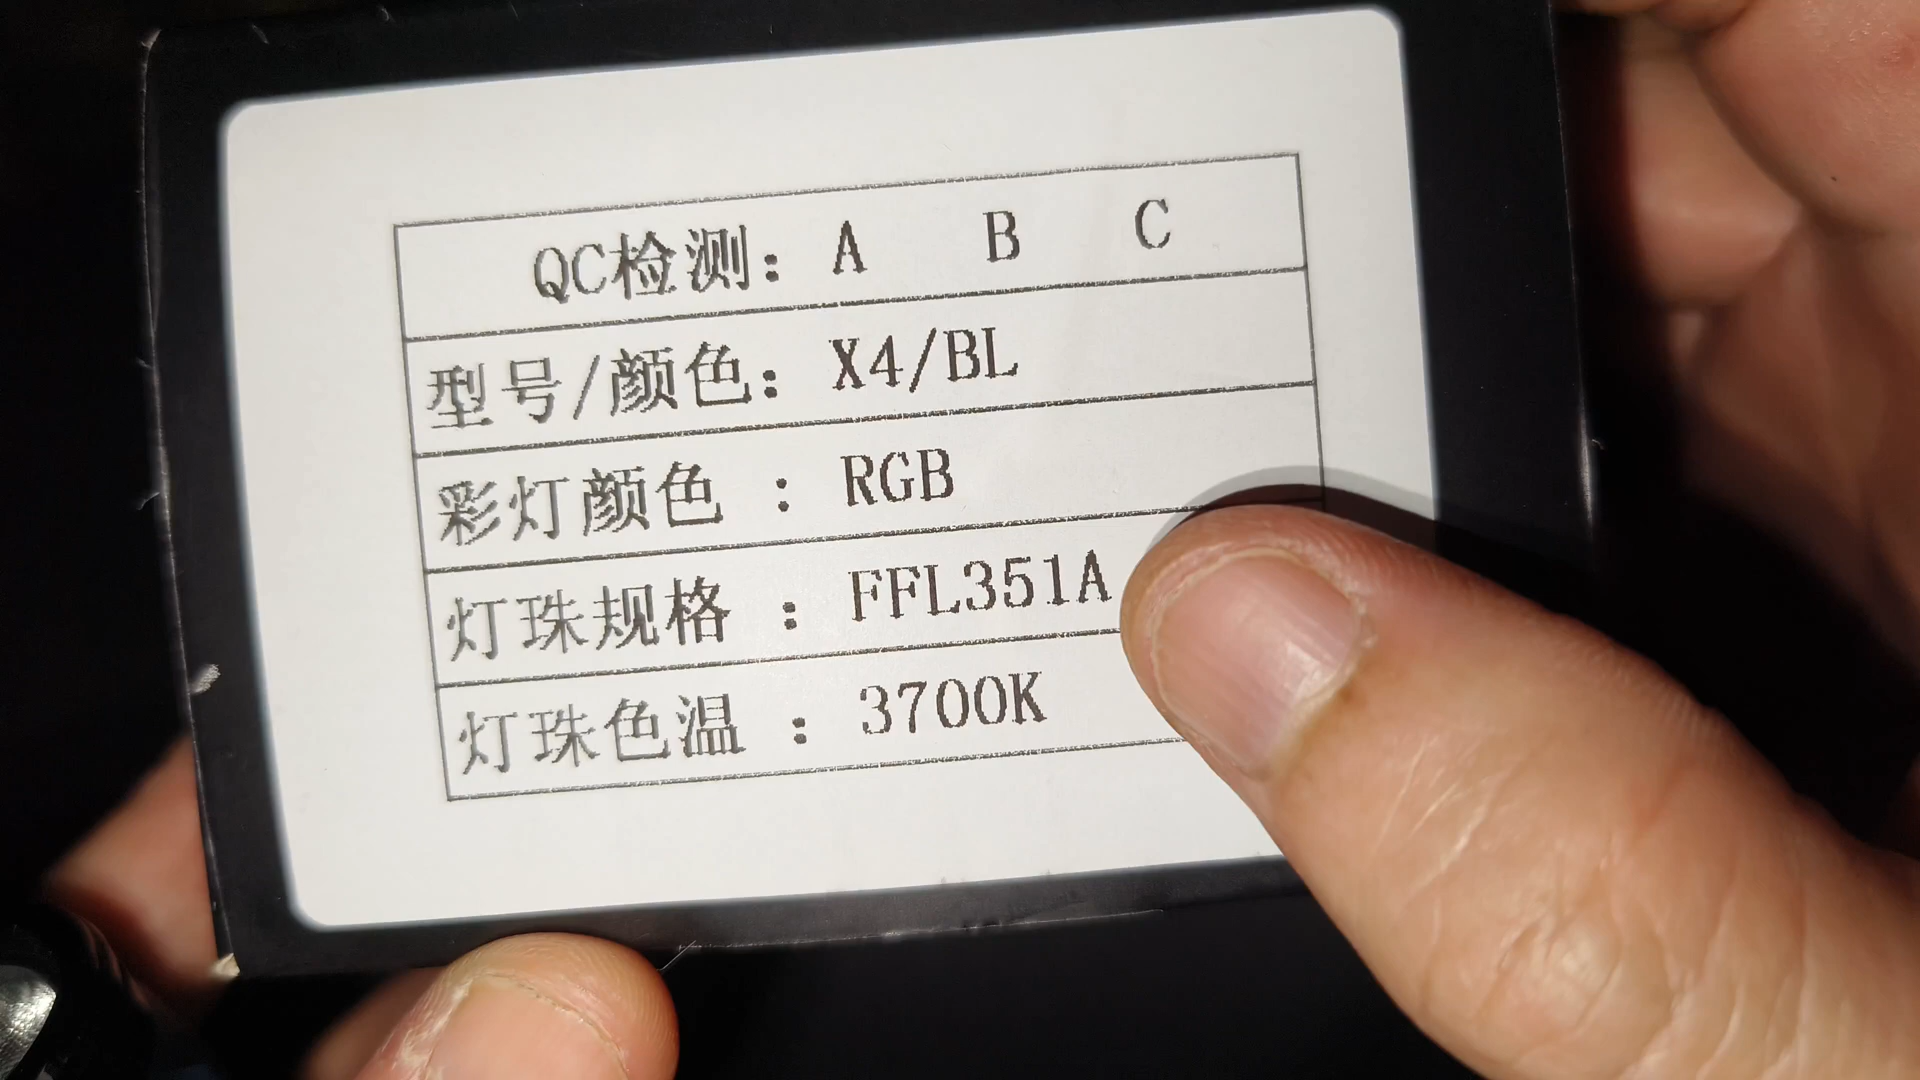 QC检测: A B C
型号/颜色: X4/BL
彩灯颜色 : RGB
灯珠规格 : FFL351A
灯珠色温 : 3700K